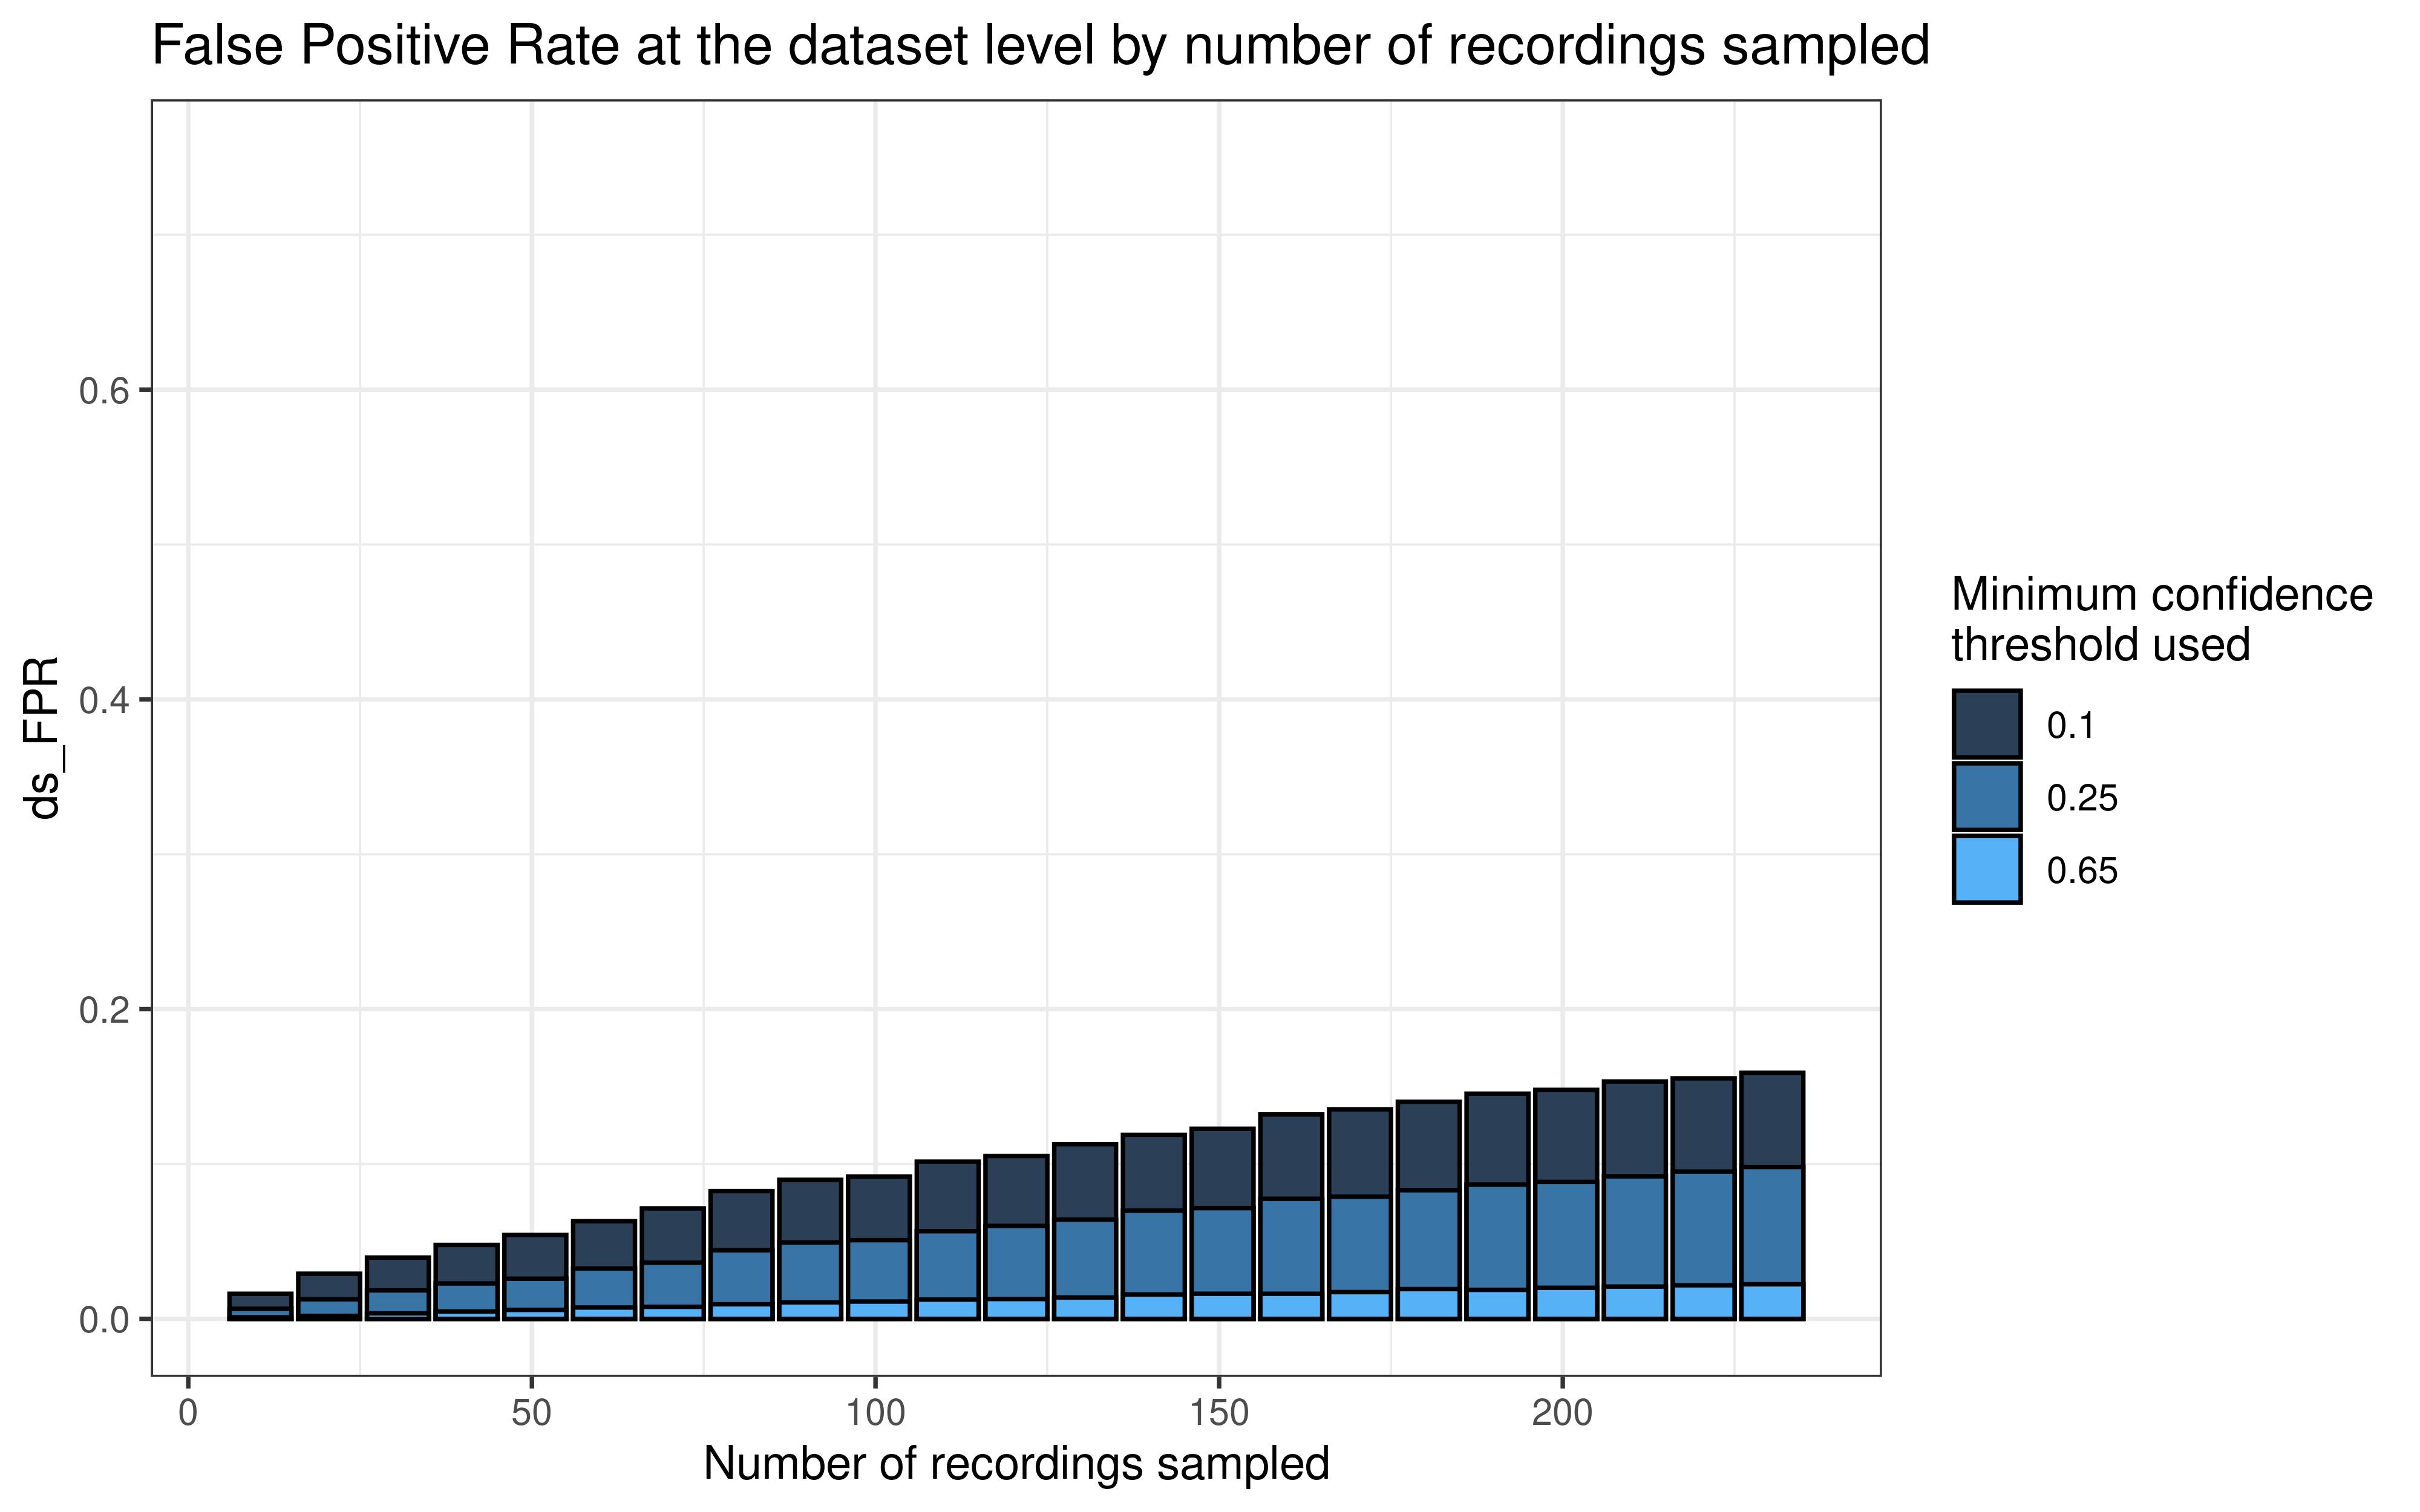 False Positive Rate at the dataset level by number of recordings sampled
ds_FPR
0.6
0.4
0.2
0.0
0
50
100
150
200
Number of recordings sampled
Minimum confidence
threshold used
0.1
0.25
0.65